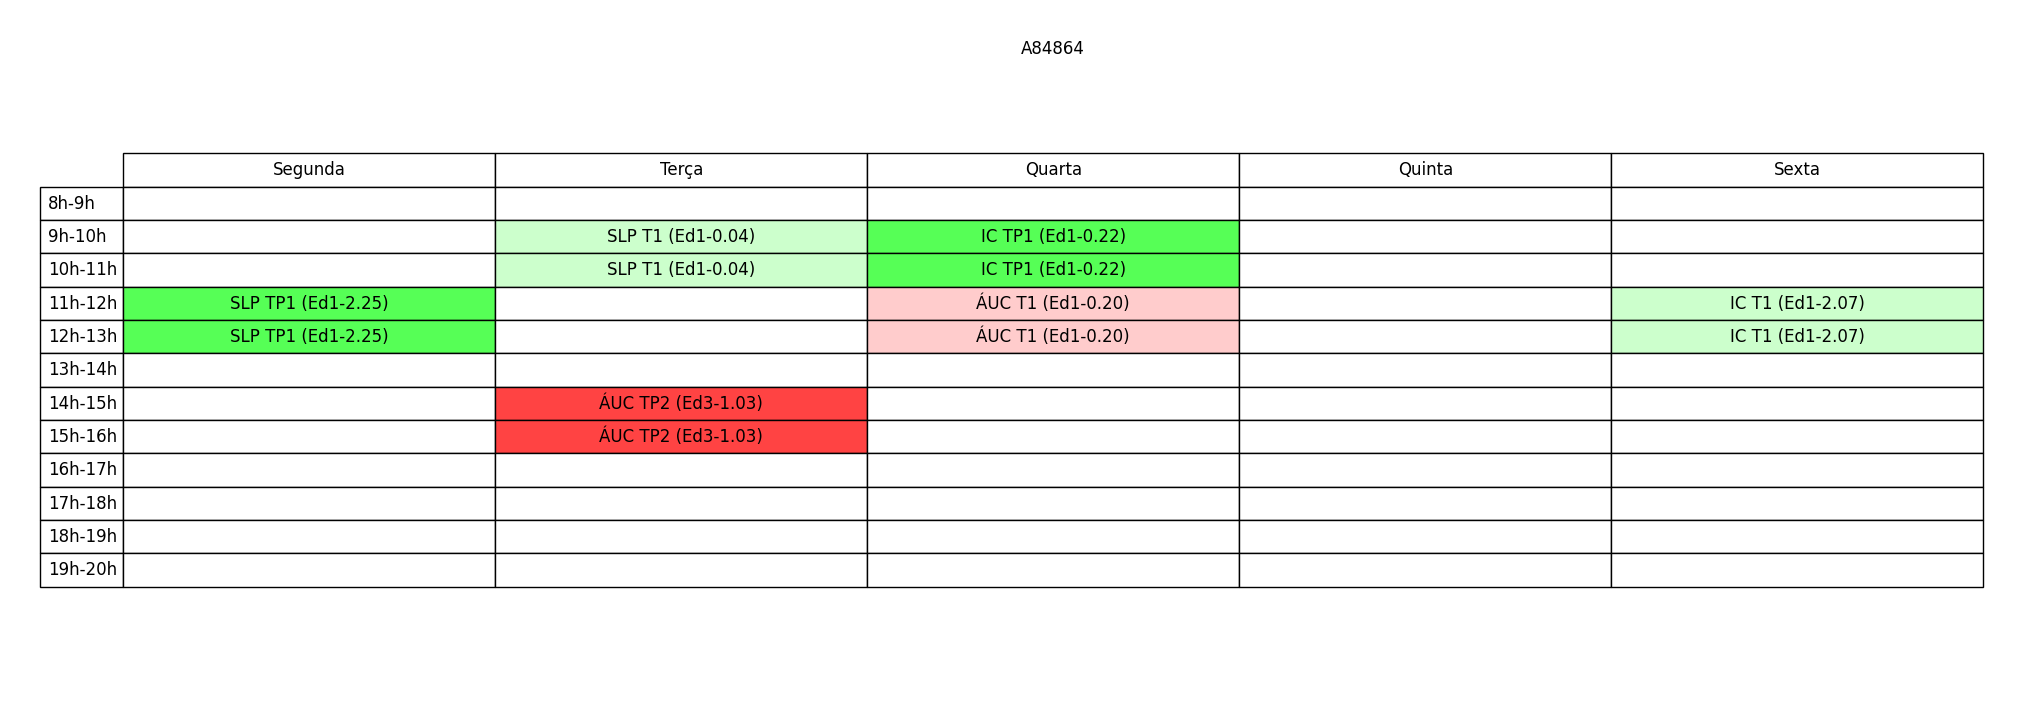 A84864
Segunda Terça Quarta Quinta Sexta
8h-9h
9h-10h SLP T1 (Ed1-0.04) IC TP1 (Ed1-0.22)
10h-11h SLP T1 (Ed1-0.04) IC TP1 (Ed1-0.22)
11h-12h SLP TP1 (Ed1-2.25) ÁUC T1 (Ed1-0.20) IC T1 (Ed1-2.07)
12h-13h SLP TP1 (Ed1-2.25) ÁUC T1 (Ed1-0.20) IC T1 (Ed1-2.07)
13h-14h
14h-15h ÁUC TP2 (Ed3-1.03)
15h-16h ÁUC TP2 (Ed3-1.03)
16h-17h
17h-18h
18h-19h
19h-20h